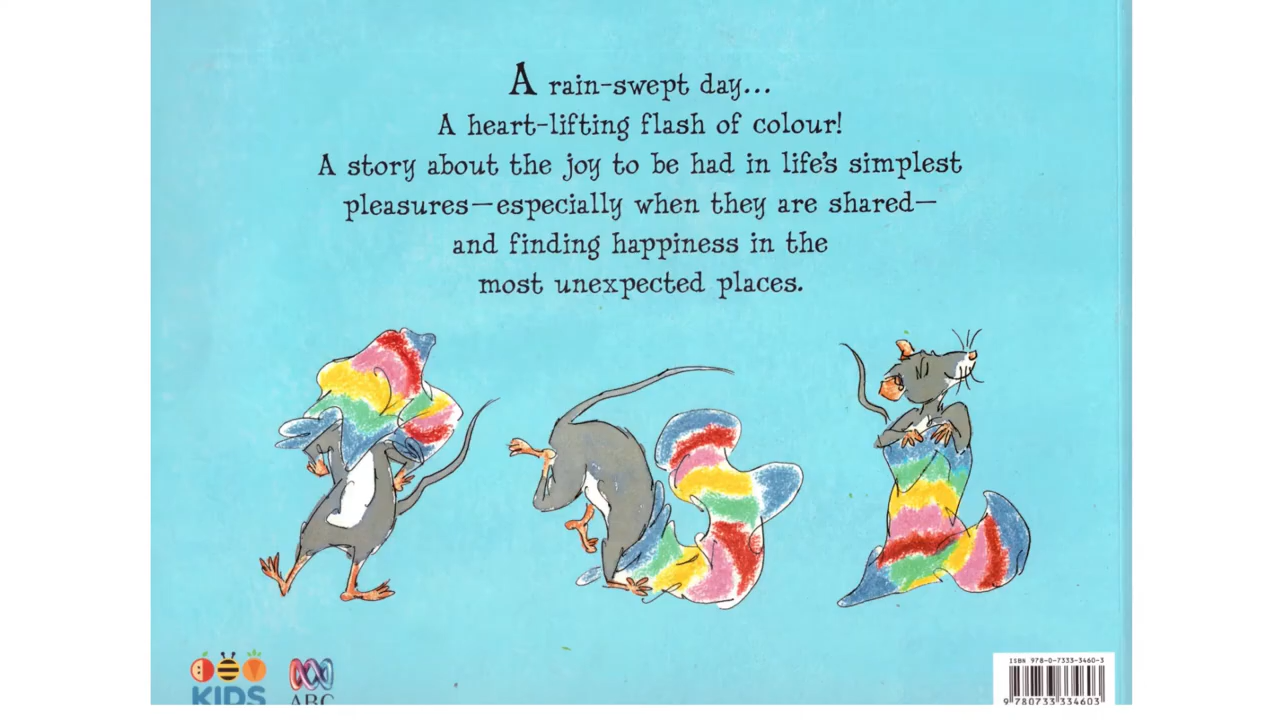 A rain-swept day...
A heart-lifting flash of colour!
A story about the joy to be had in life's simplest
pleasures—especially when they are shared—
and finding happiness in the
most unexpected places.
KIDS
ABC
ISBN 978-0-7333-3460-3
9 780733 334603